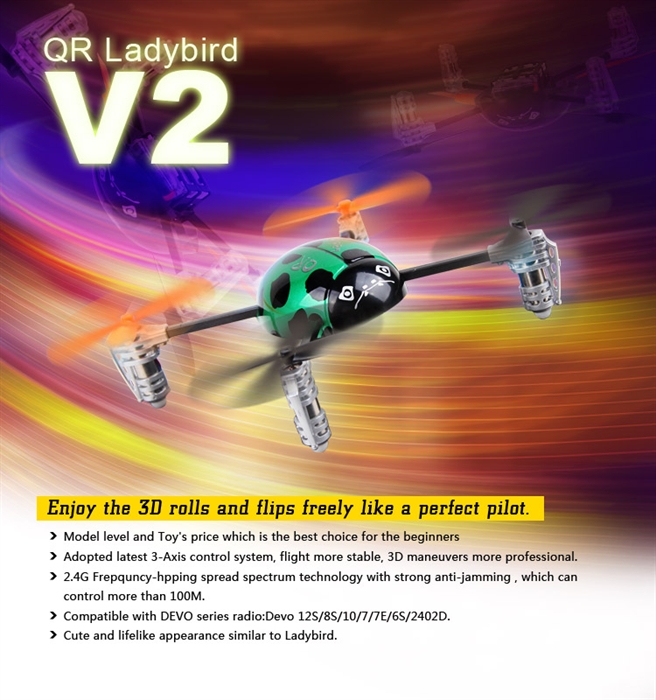 QR Ladybird
V2
Enjoy the 3D rolls and flips freely like a perfect pilot.
Model level and Toy's price which is the best choice for the beginners
Adopted latest 3-Axis control system, flight more stable, 3D maneuvers more professional.
2.4G Frepquncy-hpping spread spectrum technology with strong anti-jamming , which can
control more than 100M.
Compatible with DEVO series radio:Devo 12S/8S/10/7/7E/6S/2402D.
Cute and lifelike appearance similar to Ladybird.